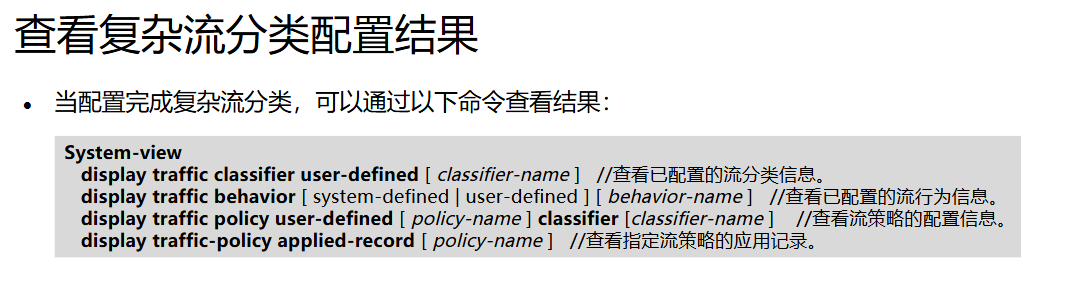 查看复杂流分类配置结果
• 当配置完成复杂流分类，可以通过以下命令查看结果：
System-view
display traffic classifier user-defined [ classifier-name ] //查看已配置的流分类信息。
display traffic behavior [ system-defined | user-defined ] [ behavior-name ] //查看已配置的流行为信息。
display traffic policy user-defined [ policy-name ] classifier [classifier-name ] //查看流策略的配置信息。
display traffic-policy applied-record [ policy-name ] //查看指定流策略的应用记录。